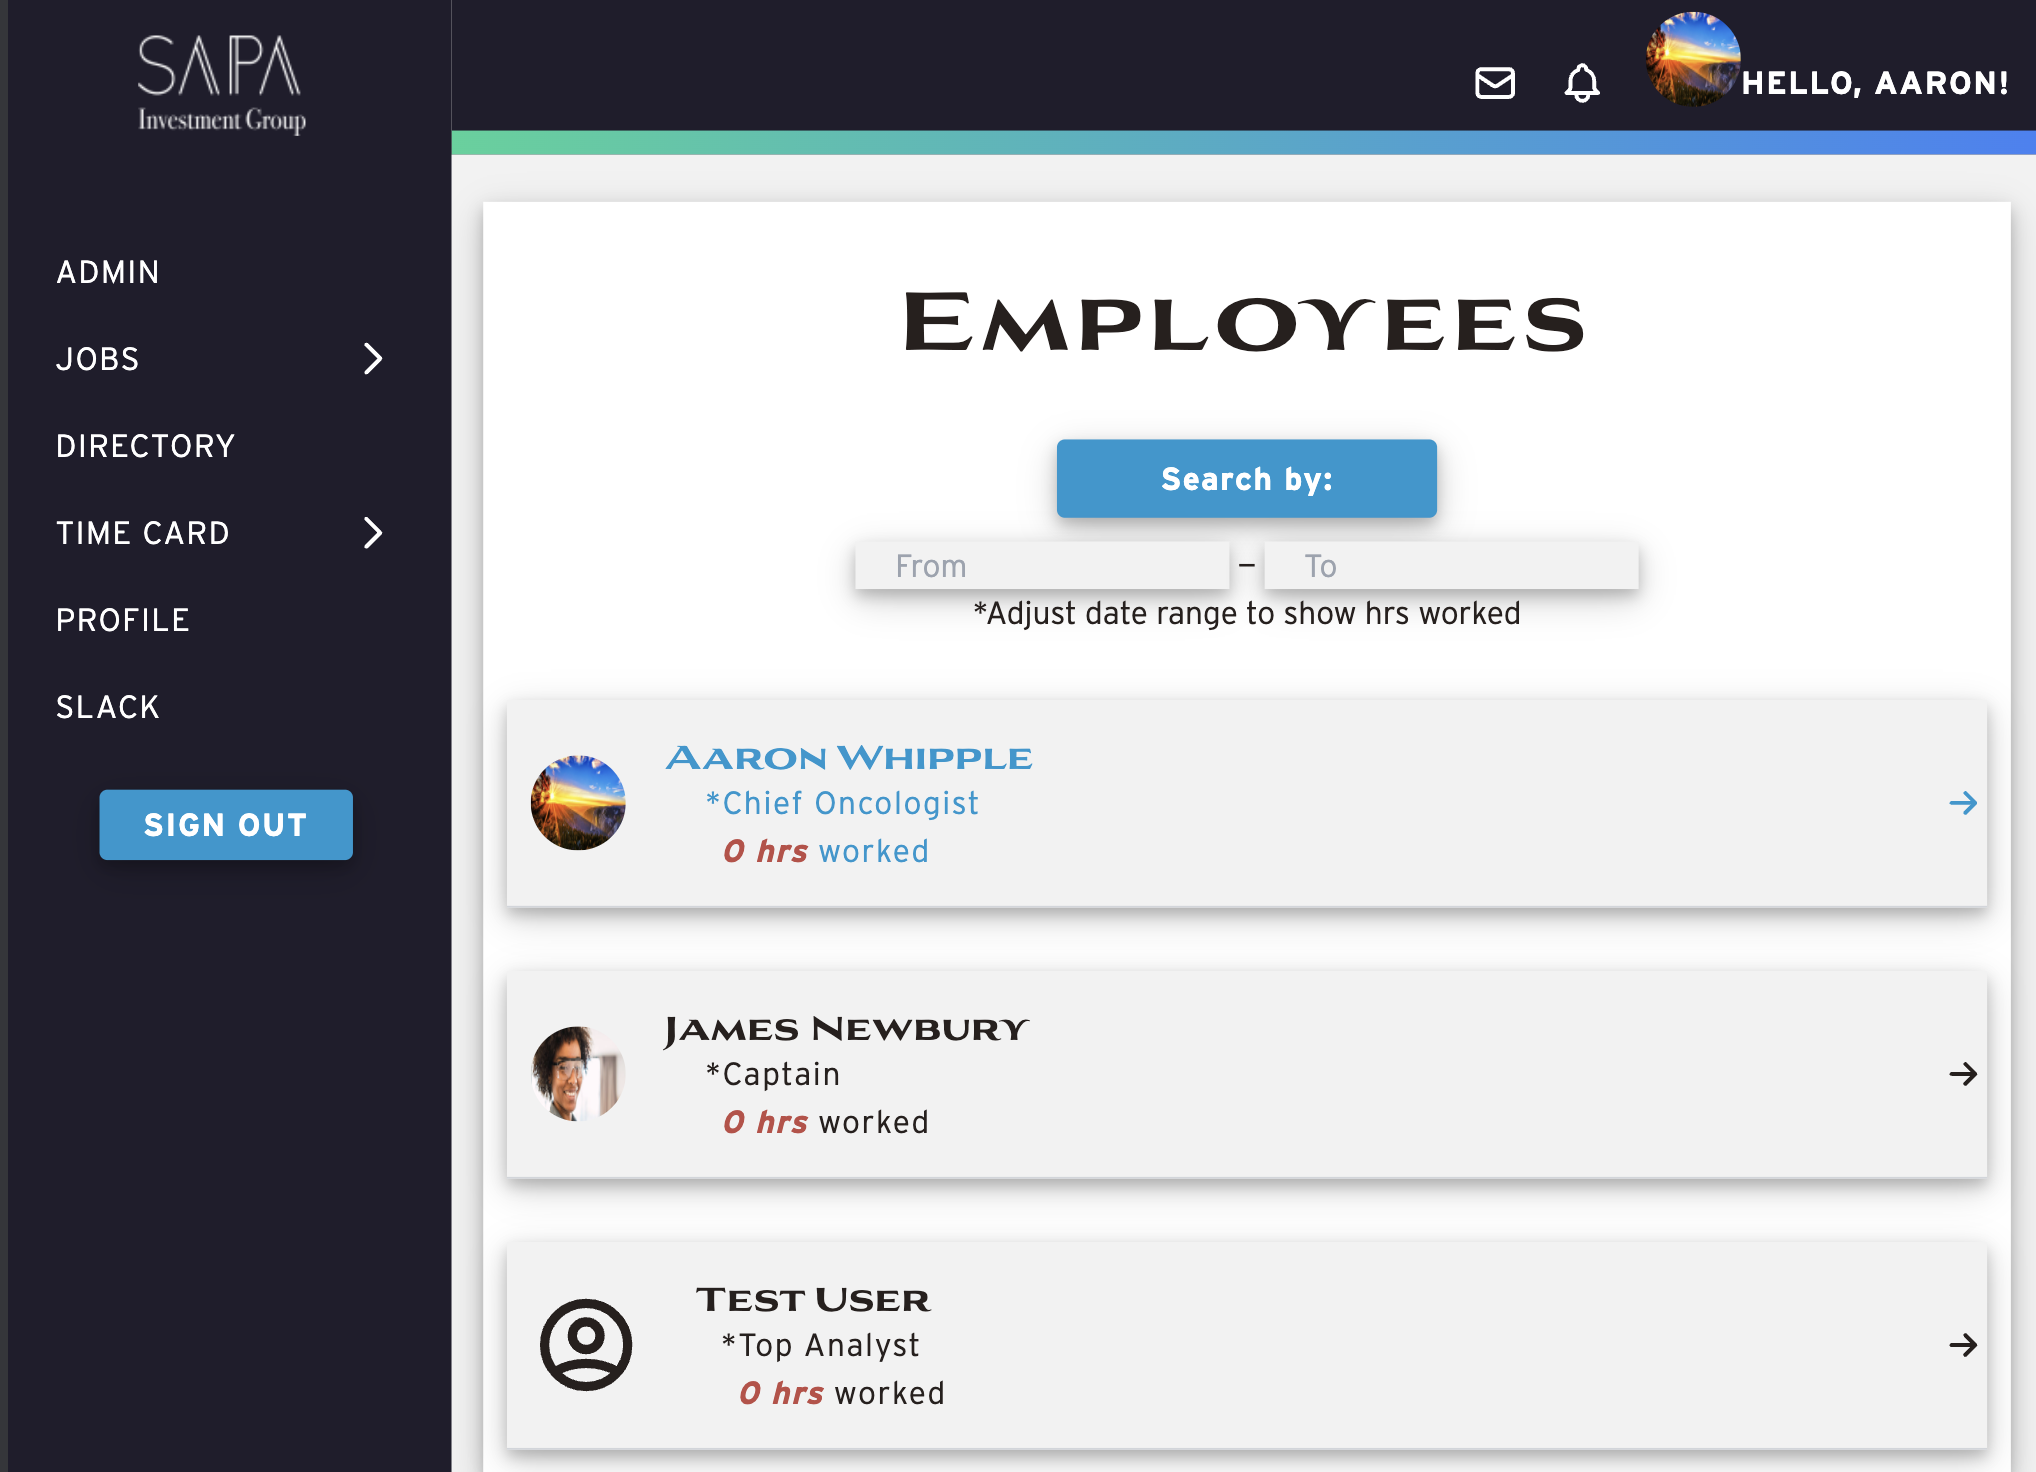 SAPA
Investment Group
HELLO, AARON!
ADMIN
JOBS
DIRECTORY
TIME CARD
PROFILE
SLACK
SIGN OUT
EMPLOYEES
Search by:
From – To
*Adjust date range to show hrs worked
AARON WHIPPLE
*Chief Oncologist
0 hrs worked
JAMES NEWBURY
*Captain
0 hrs worked
TEST USER
*Top Analyst
0 hrs worked